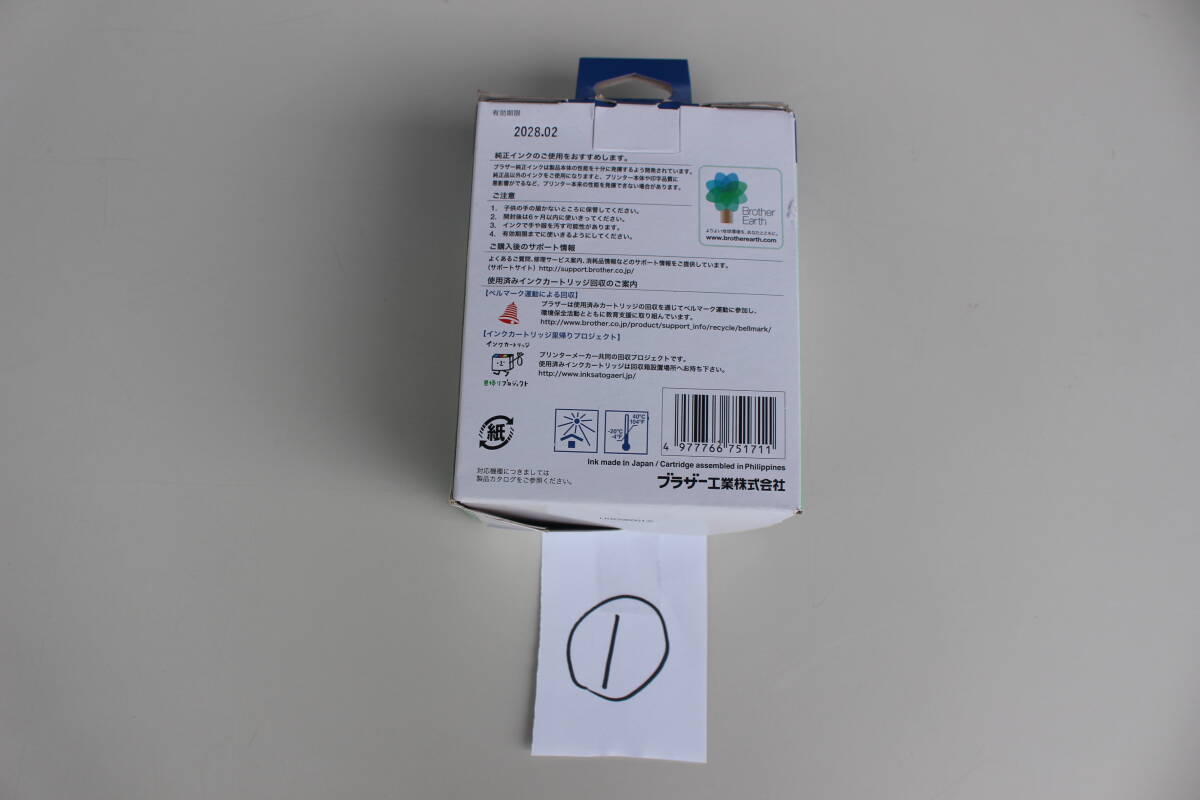 有効期限
2028.02
純正インクのご使用をおすすめします。
ブラザー純正インクは製品本体の性能を十分に発揮するよう開発されています。
純正品以外のインクをご使用になりますと、プリンター本体や印字品質に
悪影響がでるなど、プリンター本来の性能を発揮できない場合があります。
ご注意
1. 子供の手の届かないところに保管してください。
2. 開封後は6ヶ月以内に使いきってください。
3. インクで手や服を汚す可能性があります。
4. 有効期限までに使いきるようにしてください。
Brother
Earth
よりよい地球環境を、あなたとともに。
www.brotherearth.com
ご購入後のサポート情報
よくあるご質問、修理サービス案内、消耗品情報などのサポート情報をご提供しています。
(サポートサイト) http://support.brother.co.jp/
使用済みインクカートリッジ回収のご案内
【ベルマーク運動による回収】
ブラザーは使用済みカートリッジの回収を通じてベルマーク運動に参加し、
環境保全活動とともに教育支援に取り組んでいます。
http://www.brother.co.jp/product/support_info/recycle/bellmark/
【インクカートリッジ里帰りプロジェクト】
インクカートリッジ
里帰りプロジェクト
プリンターメーカー共同の回収プロジェクトです。
使用済みインクカートリッジは回収箱設置場所へお持ち下さい。
http://www.inksatogaeri.jp/
紙
40°C
104°F
-20°C
-4°F
4 977766 751711
Ink made In Japan / Cartridge assembled in Philippines
対応機種につきましては
製品カタログをご参照ください。
ブラザー工業株式会社
①